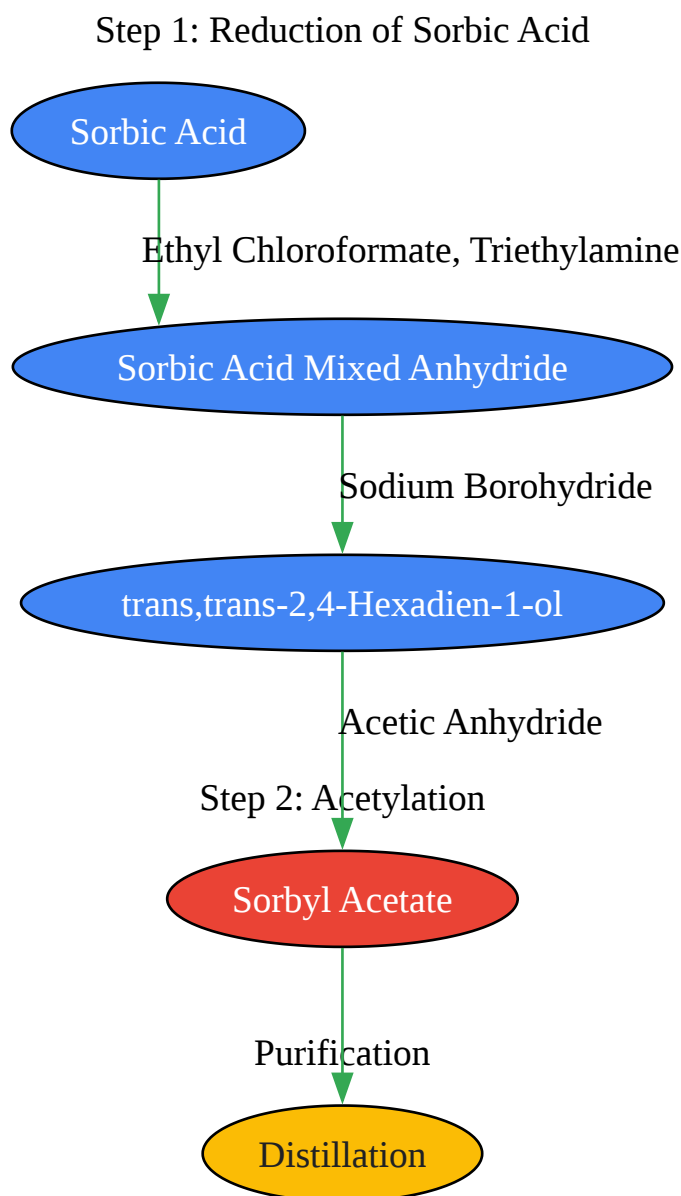 Step 1: Reduction of Sorbic Acid
Sorbic Acid
Ethyl Chloroformate, Triethylamine
Sorbic Acid Mixed Anhydride
Sodium Borohydride
trans,trans-2,4-Hexadien-1-ol
Acetic Anhydride
Step 2: Acetylation
Sorbyl Acetate
Purification
Distillation